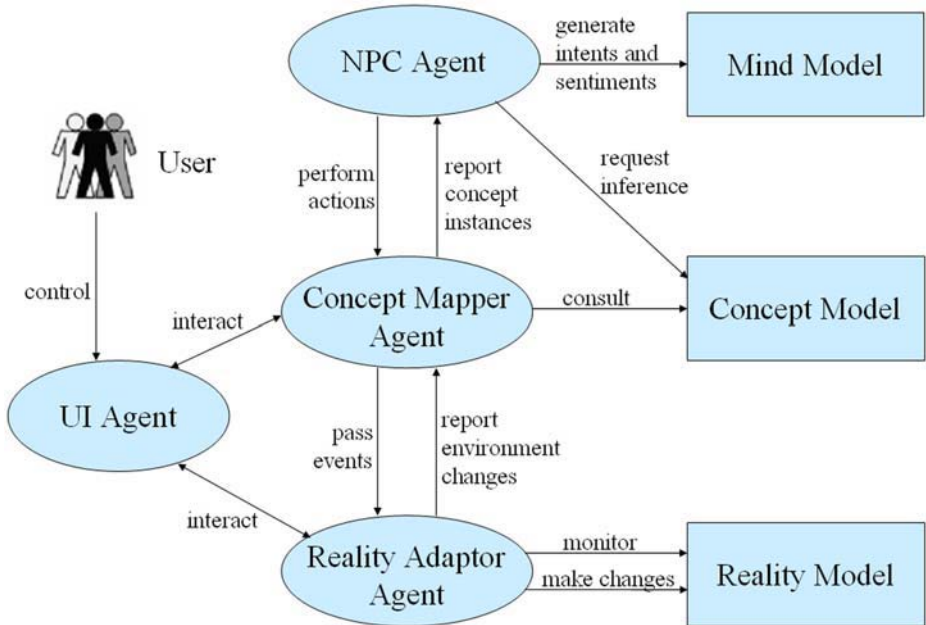 generate
intents and
sentiments
NPC Agent
Mind Model
User
perform
actions
report
concept
instances
request
inference
control
interact
Concept Mapper
Agent
consult
Concept Model
UI Agent
pass
events
report
environment
changes
interact
Reality Adaptor
Agent
monitor
make changes
Reality Model